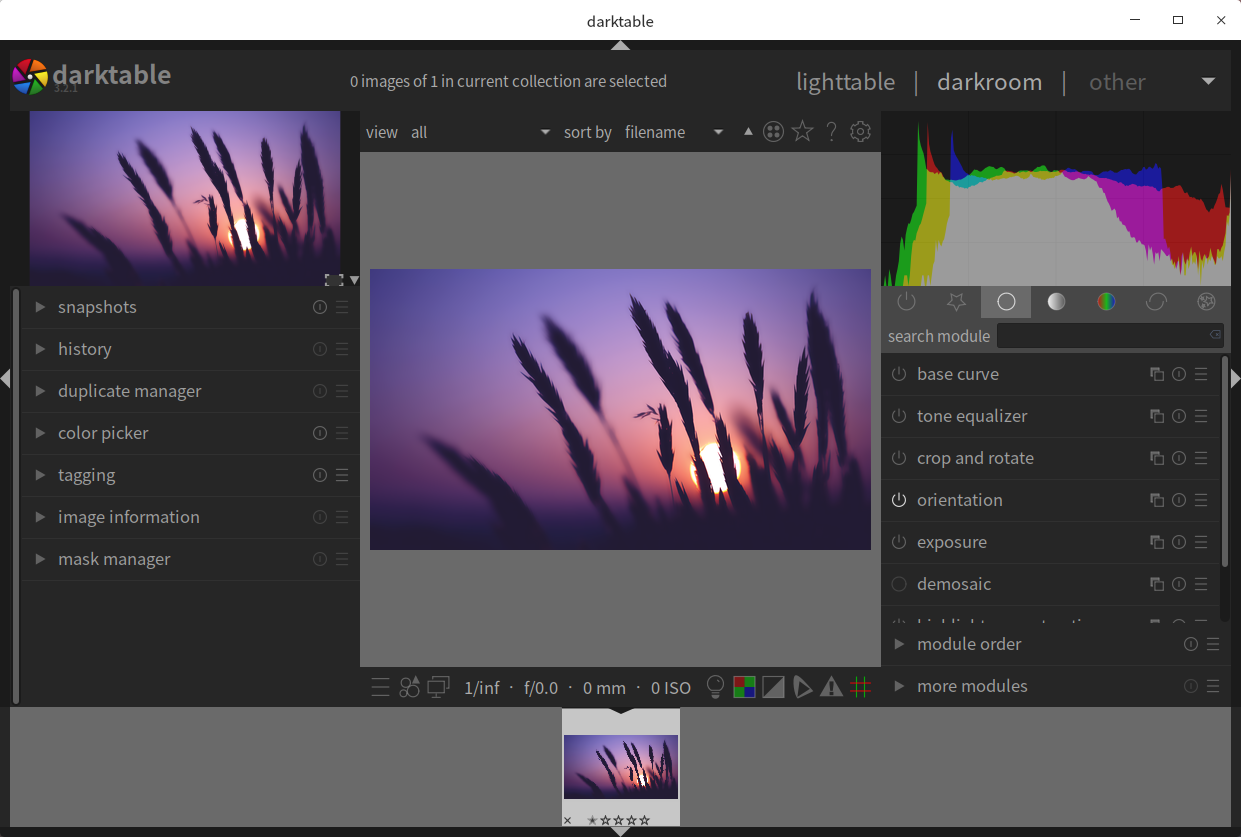 darktable
darktable
3.2.1
0 images of 1 in current collection are selected
lighttable | darkroom | other
view all sort by filename
snapshots
history
duplicate manager
color picker
tagging
image information
mask manager
1/inf · f/0.0 · 0 mm · 0 ISO
search module
base curve
tone equalizer
crop and rotate
orientation
exposure
demosaic
module order
more modules